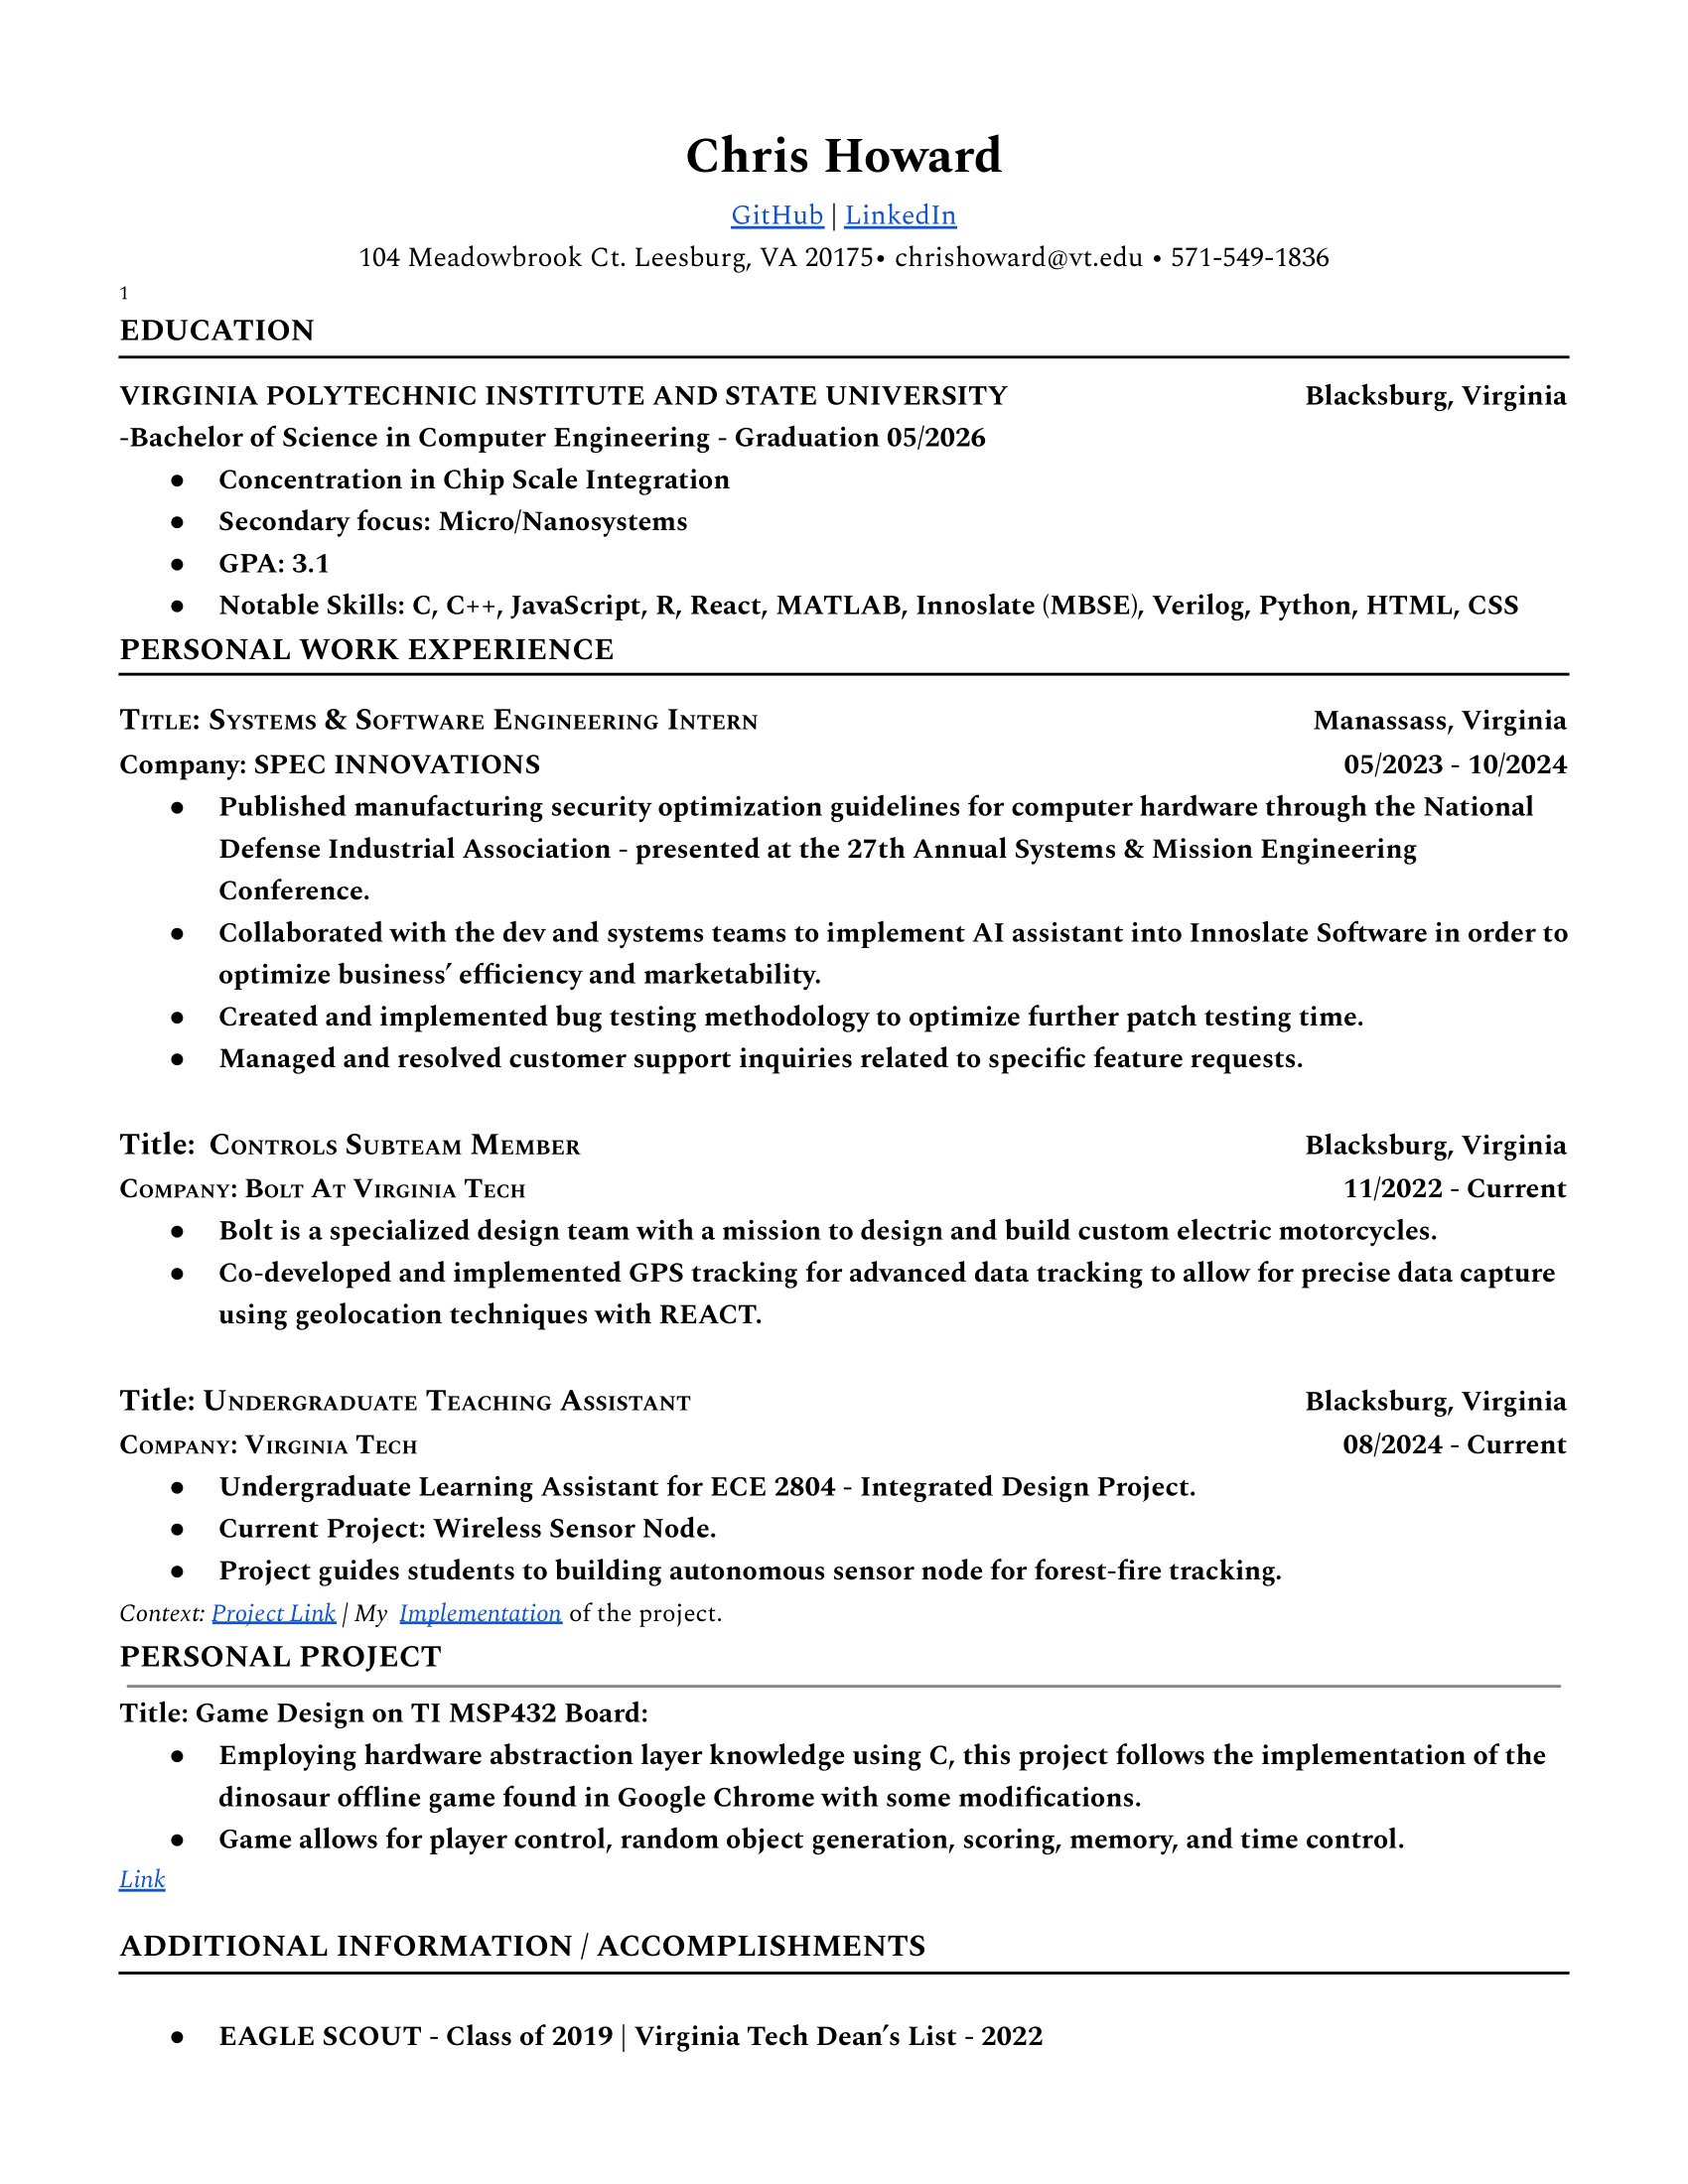 Chris Howard
GitHub | LinkedIn
104 Meadowbrook Ct. Leesburg, VA 20175• chrishoward@vt.edu • 571-549-1836
1
EDUCATION
VIRGINIA POLYTECHNIC INSTITUTE AND STATE UNIVERSITY Blacksburg, Virginia
-Bachelor of Science in Computer Engineering - Graduation 05/2026
● Concentration in Chip Scale Integration
● Secondary focus: Micro/Nanosystems
● GPA: 3.1
● Notable Skills: C, C++, JavaScript, R, React, MATLAB, Innoslate (MBSE), Verilog, Python, HTML, CSS
PERSONAL WORK EXPERIENCE
Title: Systems & Software Engineering Intern Manassass, Virginia
Company: SPEC INNOVATIONS 05/2023 - 10/2024
● Published manufacturing security optimization guidelines for computer hardware through the National
Defense Industrial Association - presented at the 27th Annual Systems & Mission Engineering
Conference.
● Collaborated with the dev and systems teams to implement AI assistant into Innoslate Software in order to
optimize business’ efficiency and marketability.
● Created and implemented bug testing methodology to optimize further patch testing time.
● Managed and resolved customer support inquiries related to specific feature requests.
Title: Controls Subteam Member Blacksburg, Virginia
Company: Bolt At Virginia Tech 11/2022 - Current
● Bolt is a specialized design team with a mission to design and build custom electric motorcycles.
● Co-developed and implemented GPS tracking for advanced data tracking to allow for precise data capture
using geolocation techniques with REACT.
Title: Undergraduate Teaching Assistant Blacksburg, Virginia
Company: Virginia Tech 08/2024 - Current
● Undergraduate Learning Assistant for ECE 2804 - Integrated Design Project.
● Current Project: Wireless Sensor Node.
● Project guides students to building autonomous sensor node for forest-fire tracking.
Context: Project Link | My Implementation of the project.
PERSONAL PROJECT
Title: Game Design on TI MSP432 Board:
● Employing hardware abstraction layer knowledge using C, this project follows the implementation of the
dinosaur offline game found in Google Chrome with some modifications.
● Game allows for player control, random object generation, scoring, memory, and time control.
Link
ADDITIONAL INFORMATION / ACCOMPLISHMENTS
● EAGLE SCOUT - Class of 2019 | Virginia Tech Dean’s List - 2022